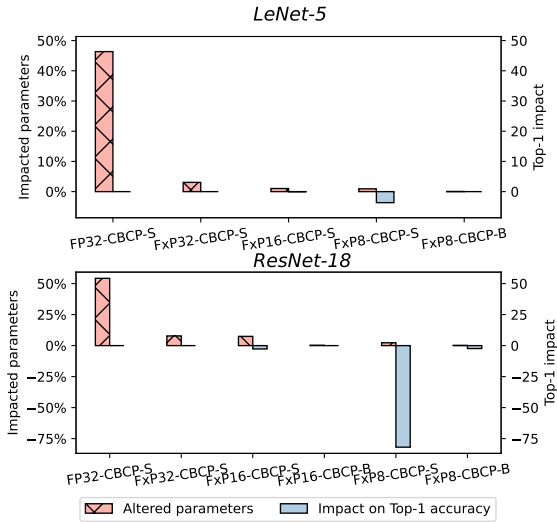 LeNet-5
50%
40%
30%
20%
10%
0%
Impacted parameters
50
40
30
20
10
0
Top-1 impact
FP32-CBCP-S
FxP32-CBCP-S
FxP16-CBCP-S
FxP8-CBCP-S
FxP8-CBCP-B
ResNet-18
50%
25%
0%
−25%
−50%
−75%
Impacted parameters
50
25
0
−25
−50
−75
Top-1 impact
FP32-CBCP-S
FxP32-CBCP-S
FxP16-CBCP-S
FxP16-CBCP-B
FxP8-CBCP-S
FxP8-CBCP-B
Altered parameters
Impact on Top-1 accuracy